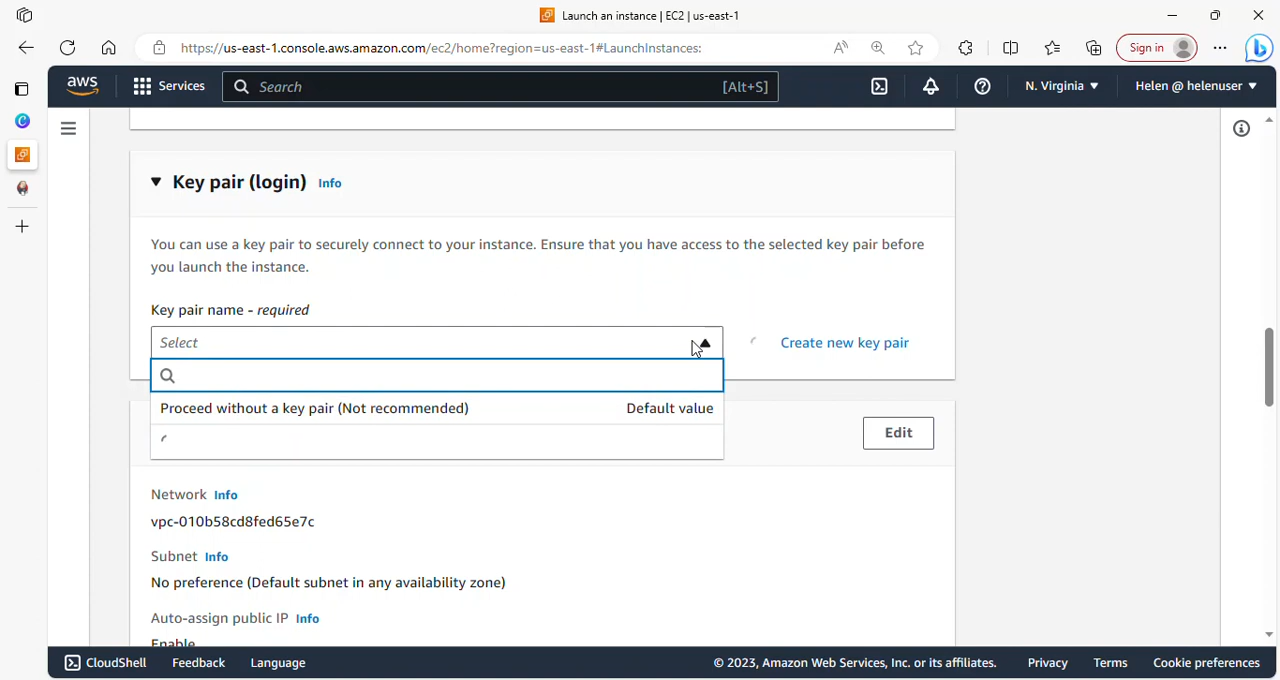 Launch an instance | EC2 | us-east-1
https://us-east-1.console.aws.amazon.com/ec2/home?region=us-east-1#LaunchInstances:
Sign in
aws
Services
Search
[Alt+S]
N. Virginia
Helen @ helenuser
Key pair (login) Info
You can use a key pair to securely connect to your instance. Ensure that you have access to the selected key pair before
you launch the instance.
Key pair name - required
Select
Create new key pair
Proceed without a key pair (Not recommended) Default value
Edit
Network Info
vpc-010b58cd8fed65e7c
Subnet Info
No preference (Default subnet in any availability zone)
Auto-assign public IP Info
Enable
CloudShell Feedback Language © 2023, Amazon Web Services, Inc. or its affiliates. Privacy Terms Cookie preferences